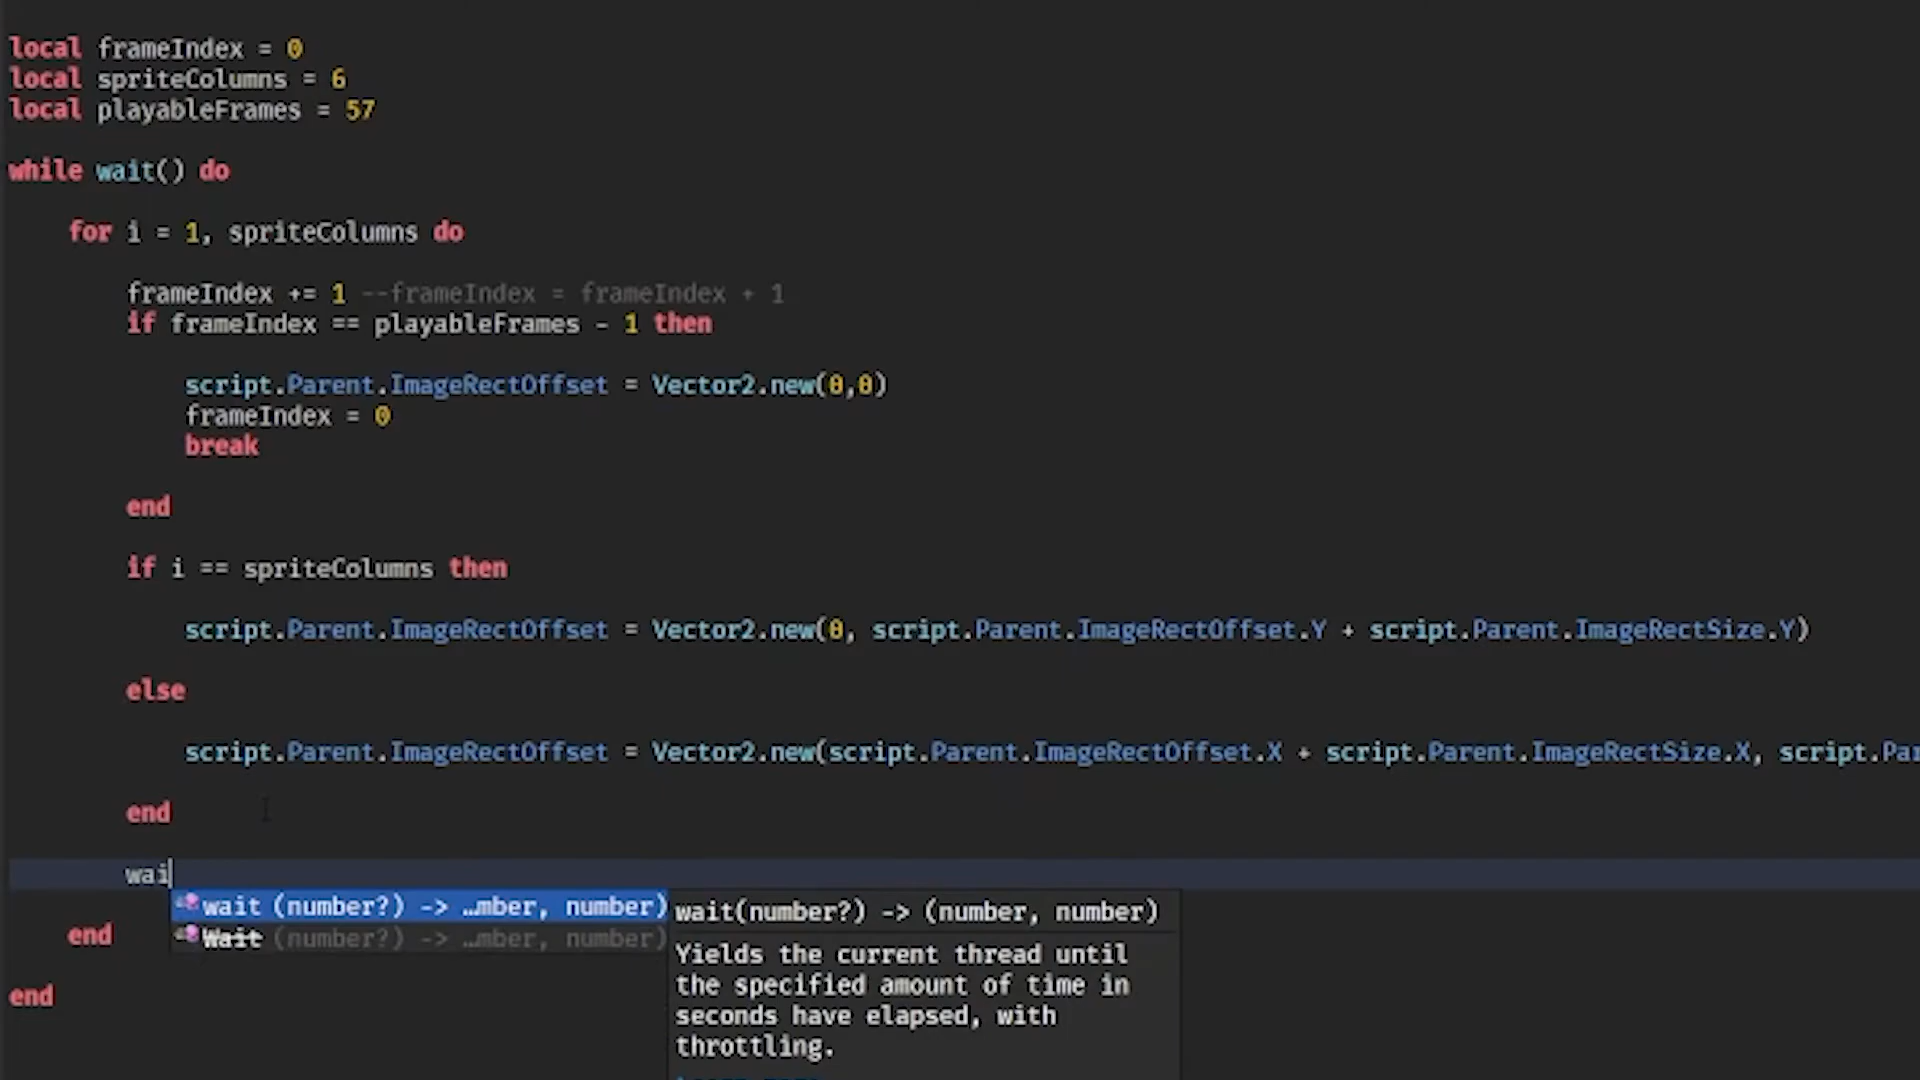 local frameIndex = 0
local spriteColumns = 6
local playableFrames = 57
while wait() do
for i = 1, spriteColumns do
frameIndex += 1 --frameIndex = frameIndex + 1
if frameIndex == playableFrames - 1 then
script.Parent.ImageRectOffset = Vector2.new(0,0)
frameIndex = 0
break
end
if i == spriteColumns then
script.Parent.ImageRectOffset = Vector2.new(0, script.Parent.ImageRectOffset.Y + script.Parent.ImageRectSize.Y)
else
script.Parent.ImageRectOffset = Vector2.new(script.Parent.ImageRectOffset.X + script.Parent.ImageRectSize.X, script.Par
end
wai
wait (number?) -> …mber, number)
Wait (number?) -> …mber, number)
wait(number?) -> (number, number)
Yields the current thread until
the specified amount of time in
seconds have elapsed, with
throttling.
end
end